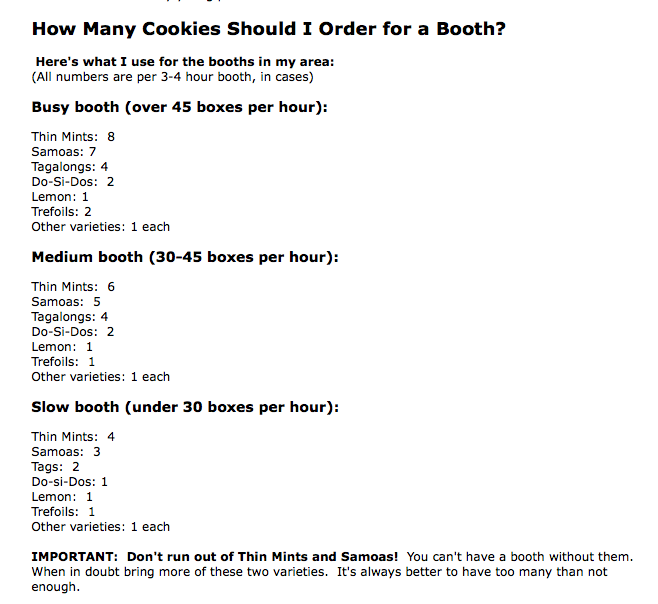 How Many Cookies Should I Order for a Booth?
Here's what I use for the booths in my area:
(All numbers are per 3-4 hour booth, in cases)
Busy booth (over 45 boxes per hour):
Thin Mints:  8
Samoas: 7
Tagalongs: 4
Do-Si-Dos:  2
Lemon: 1
Trefoils: 2
Other varieties: 1 each
Medium booth (30-45 boxes per hour):
Thin Mints:  6
Samoas:  5
Tagalongs: 4
Do-Si-Dos:  2
Lemon:  1
Trefoils:  1
Other varieties: 1 each
Slow booth (under 30 boxes per hour):
Thin Mints:  4
Samoas:  3
Tags:  2
Do-si-Dos: 1
Lemon:  1
Trefoils:  1
Other varieties: 1 each
IMPORTANT:  Don't run out of Thin Mints and Samoas!  You can't have a booth without them.
When in doubt bring more of these two varieties.  It's always better to have too many than not
enough.